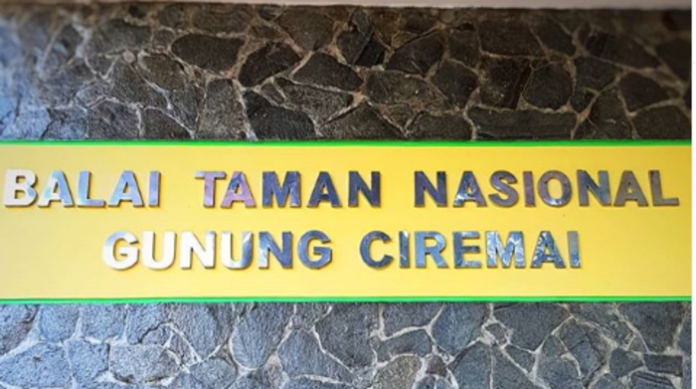 BALAI TAMAN NASIONAL
GUNUNG CIREMAI